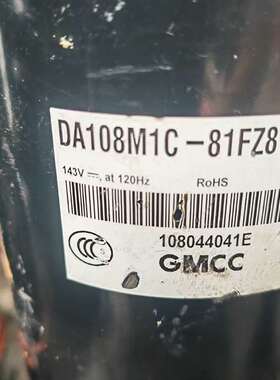 DA108M1C-81FZ8
143V ⎓, at 120Hz RoHS
108044041E
GMCC